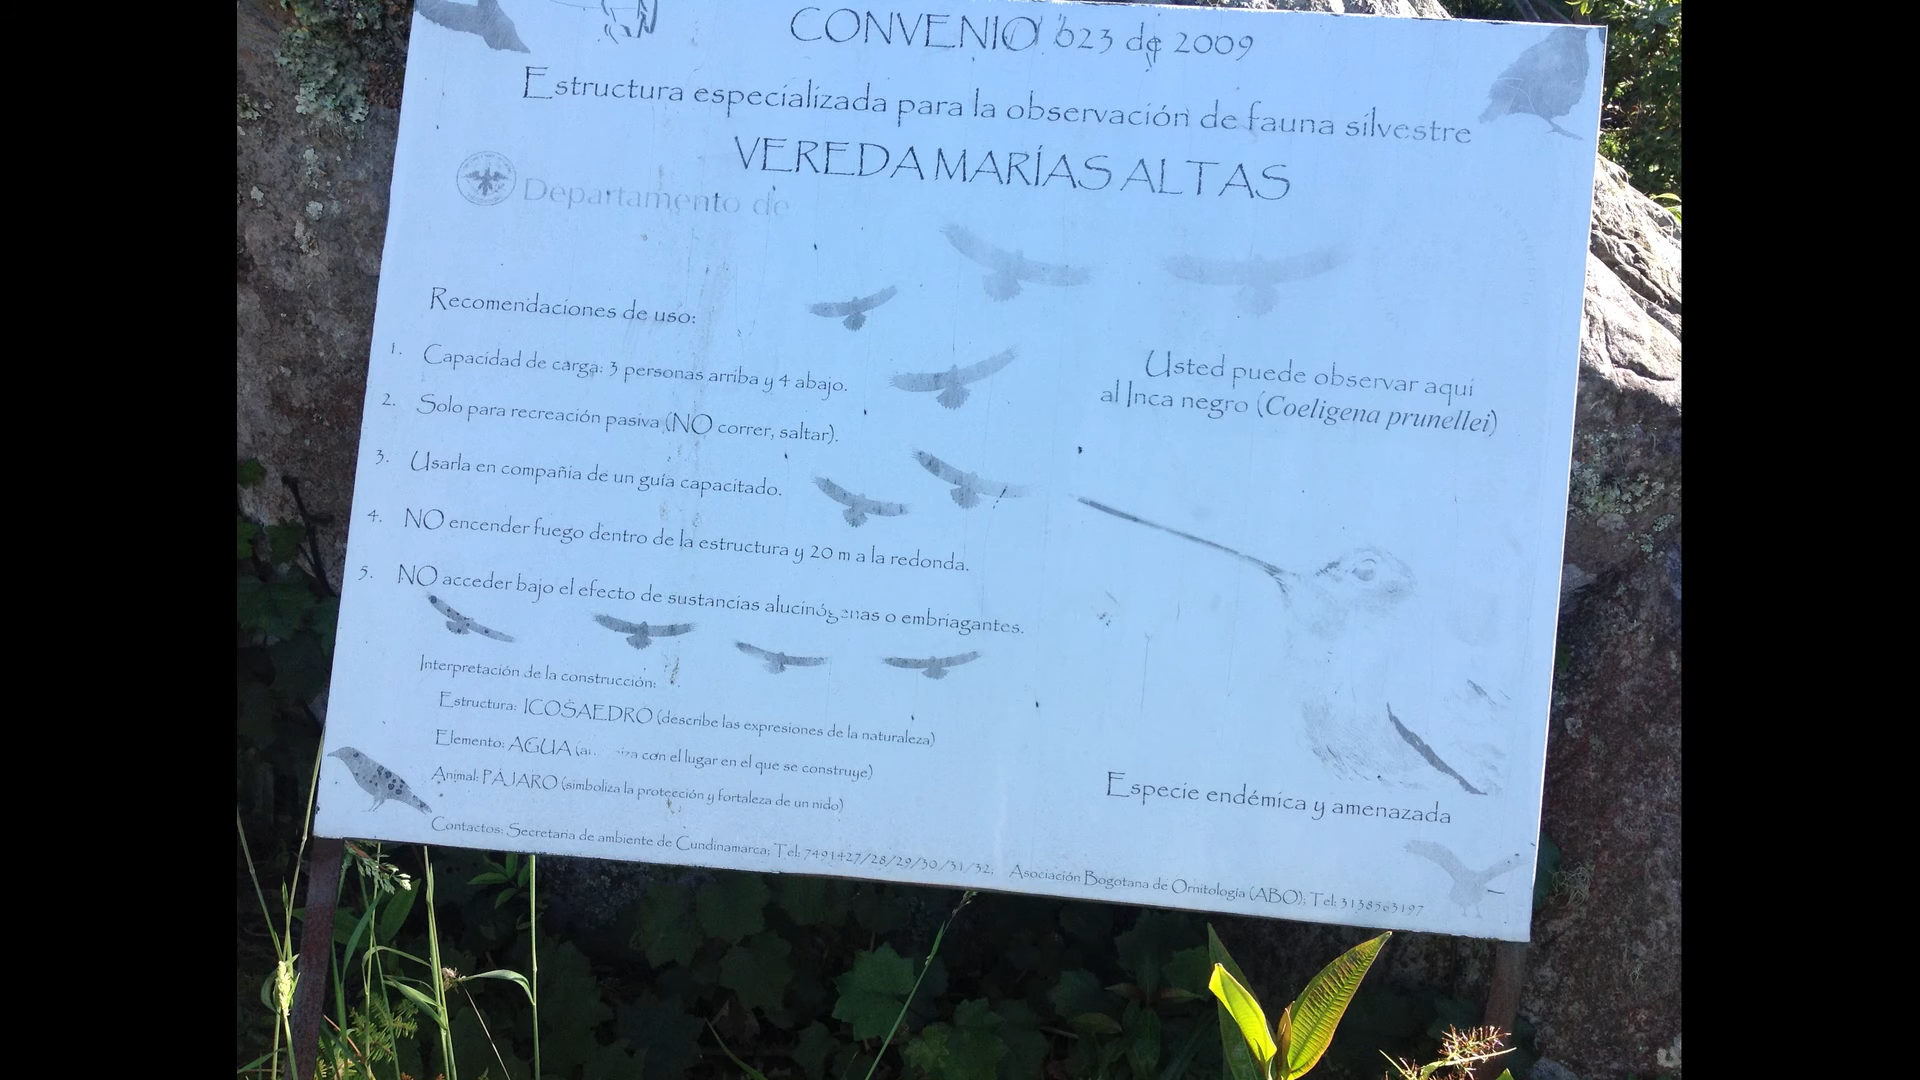 CONVENIO 623 de 2009
Estructura especializada para la observación de fauna silvestre
VEREDA MARÍAS ALTAS
Departamento de
Recomendaciones de uso:
1. Capacidad de carga: 3 personas arriba y 4 abajo.
2. Solo para recreación pasiva (NO correr, saltar).
3. Usarla en compañia de un guía capacitado.
4. NO encender fuego dentro de la estructura y 20 m a la redonda.
5. NO acceder bajo el efecto de sustancias alucinógenas o embriagantes.
Usted puede observar aqui
al Inca negro (Coeligena prunellei)
Especie endémica y amenazada
Interpretación de la construcción:
Estructura: ICOSAEDRO (describe las expresiones de la naturaleza)
Elemento: AGUA con el lugar en el que se construye)
Animal: PÁJARO (simboliza la protección y fortaleza de un nido)
Contactos: Secretaria de ambiente de Cundinamarca; Tel: 7491427/28/29/30/31/32; Asociación Bogotana de Ornitología (ABO); Tel: 3138563197